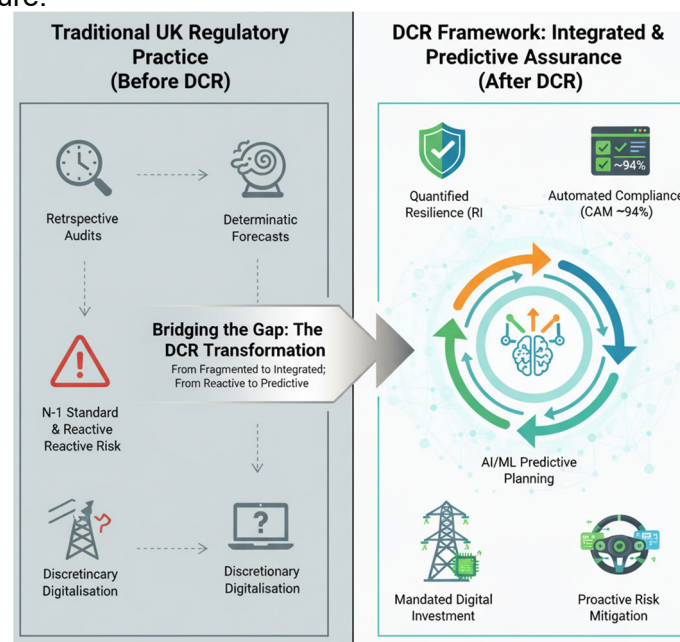 ure.
Traditional UK Regulatory
Practice
(Before DCR)
DCR Framework: Integrated &
Predictive Assurance
(After DCR)
Retrspective
Audits
Determinatic
Forecasts
~94%
Quantified
Resilience (RI
Automated Compliance
(CAM ~94%)
Bridging the Gap: The
DCR Transformation
From Fragmented to Integrated;
From Reactive to Predictive
N-1 Standard
& Reactive
Reactive Risk
AI/ML Predictive
Planning
?
Discretincary
Digitalisation
Discretionary
Digitalisation
Mandated Digital
Investment
Proactive Risk
Mitigation